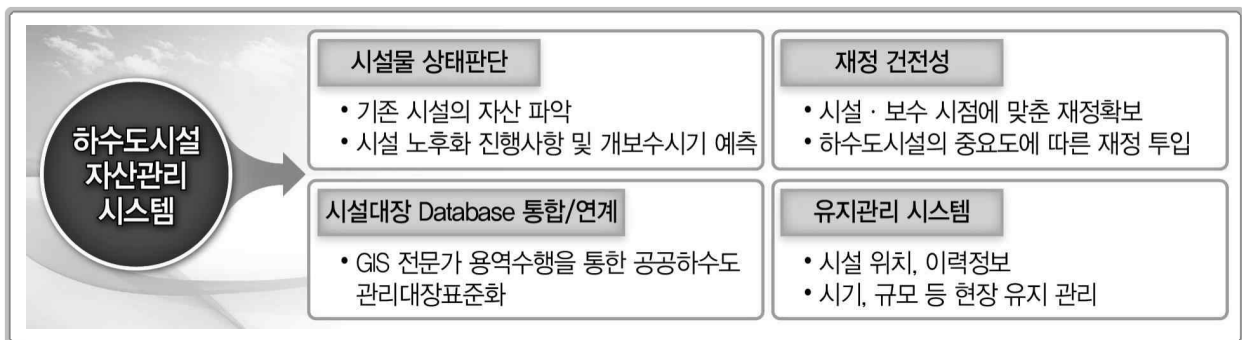 하수도시설
자산관리
시스템
시설물 상태판단
• 기존 시설의 자산 파악
• 시설 노후화 진행사항 및 개보수시기 예측
재정 건전성
• 시설 · 보수 시점에 맞춘 재정확보
• 하수도시설의 중요도에 따른 재정 투입
시설대장 Database 통합/연계
• GIS 전문가 용역수행을 통한 공공하수도
관리대장표준화
유지관리 시스템
• 시설 위치, 이력정보
• 시기, 규모 등 현장 유지 관리